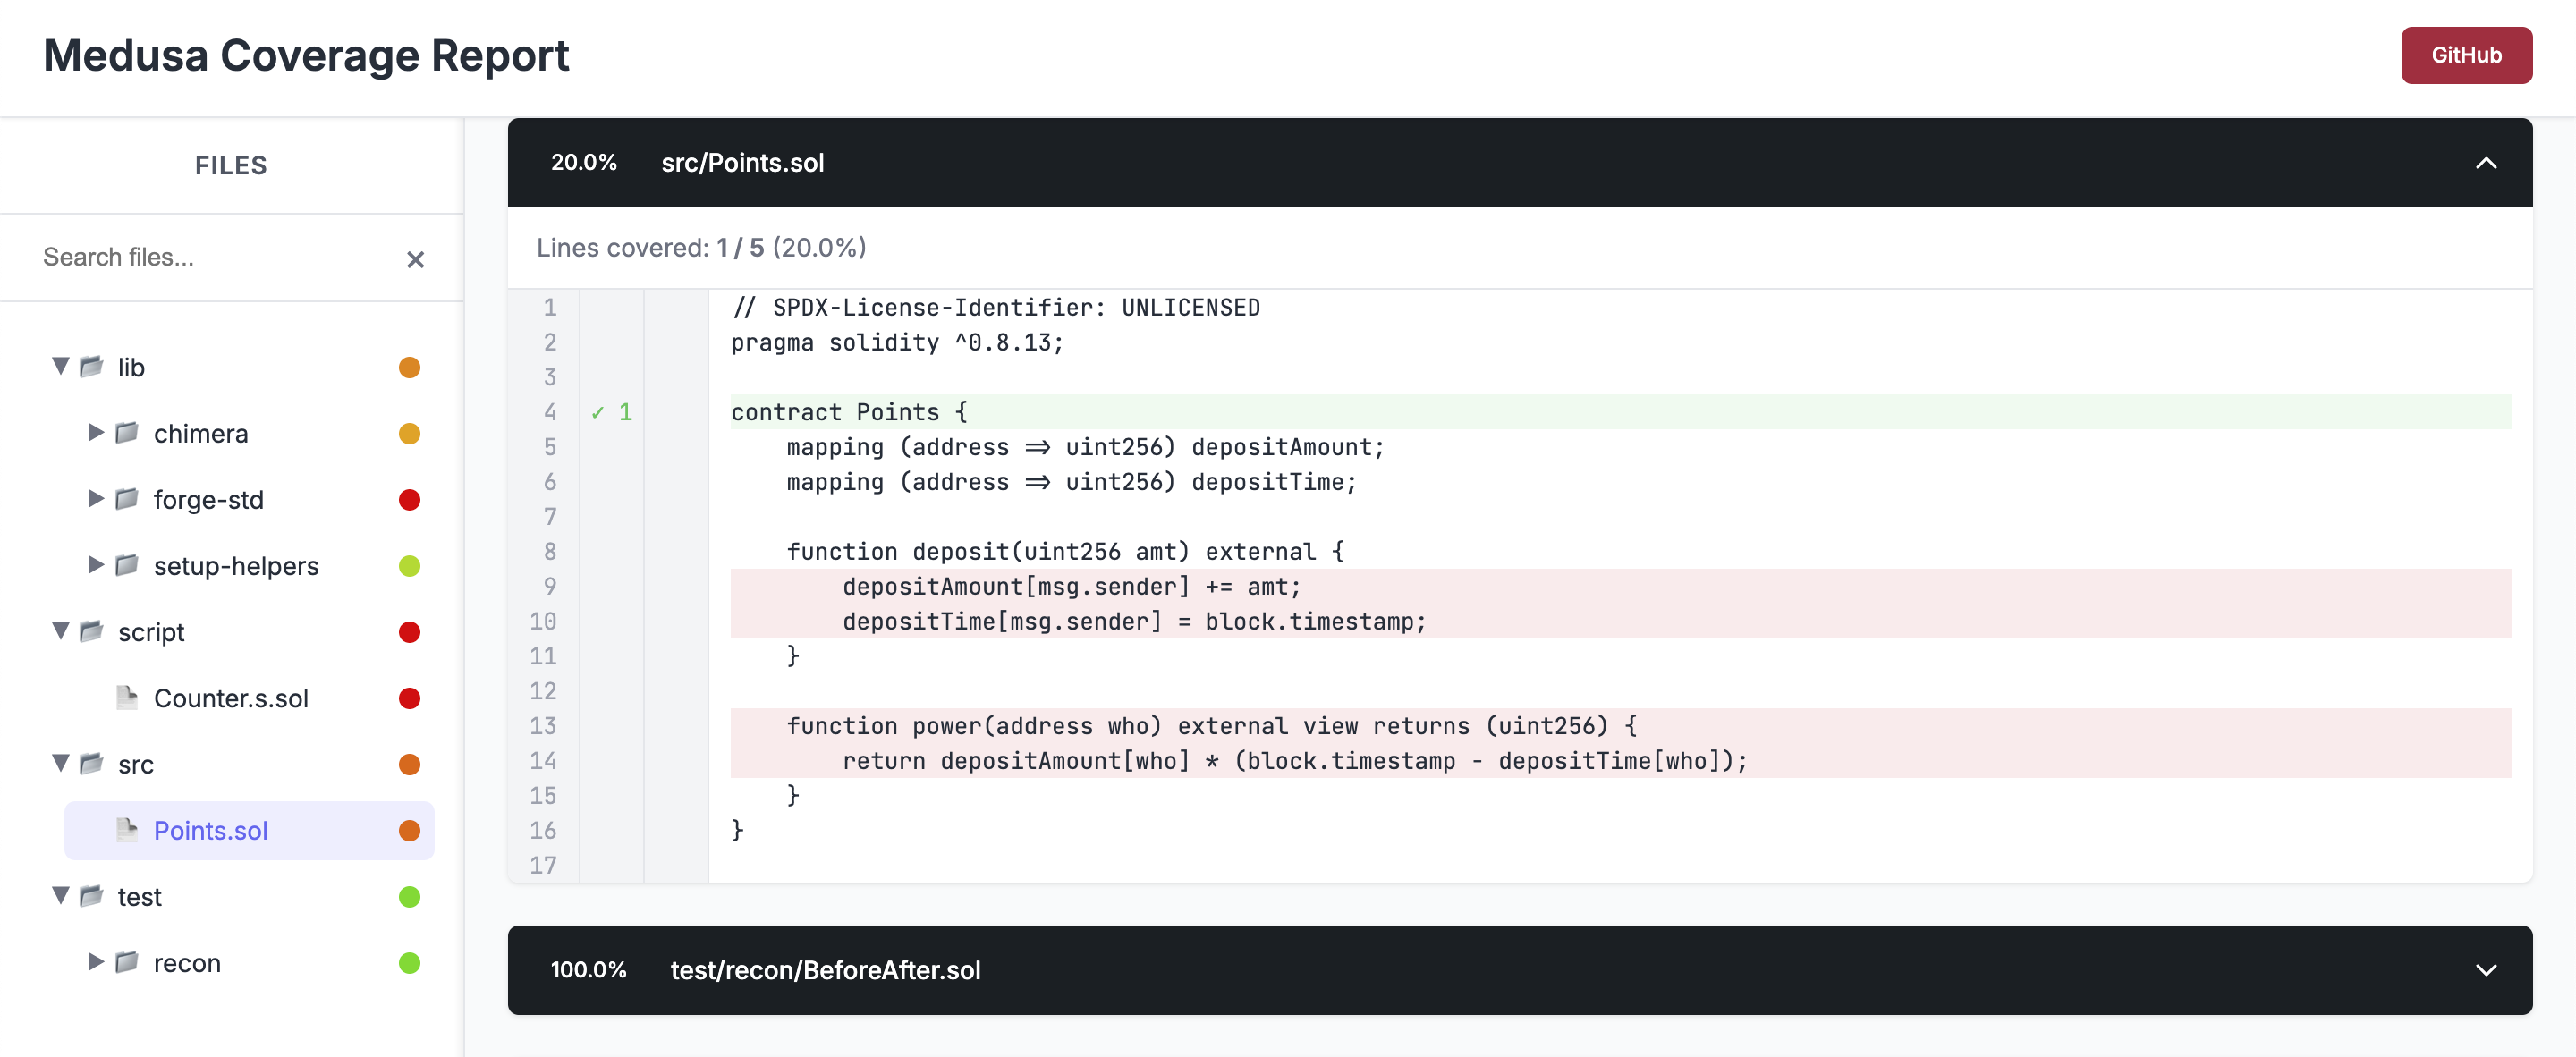 Medusa Coverage Report
GitHub
FILES
Search files...
×
lib
chimera
forge-std
setup-helpers
script
Counter.s.sol
src
Points.sol
test
recon
20.0% src/Points.sol
Lines covered: 1 / 5 (20.0%)
1 // SPDX-License-Identifier: UNLICENSED
2 pragma solidity ^0.8.13;
3
4 ✓ 1 contract Points {
5     mapping (address => uint256) depositAmount;
6     mapping (address => uint256) depositTime;
7
8     function deposit(uint256 amt) external {
9         depositAmount[msg.sender] += amt;
10         depositTime[msg.sender] = block.timestamp;
11     }
12
13     function power(address who) external view returns (uint256) {
14         return depositAmount[who] * (block.timestamp - depositTime[who]);
15     }
16 }
17
100.0% test/recon/BeforeAfter.sol